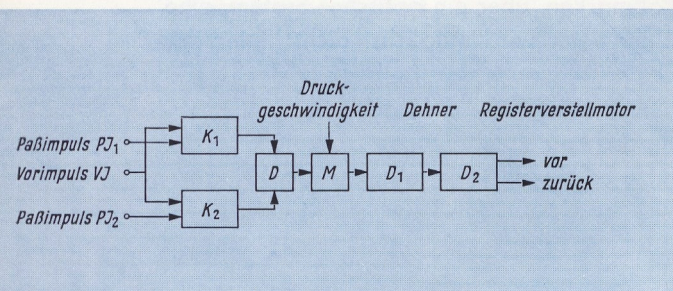 Druck-
geschwindigkeit Dehner Registerverstellmotor
Paßimpuls PJ₁
Vorimpuls VJ
Paßimpuls PJ₂
K₁
K₂
D
M
D₁
D₂
vor
zurück